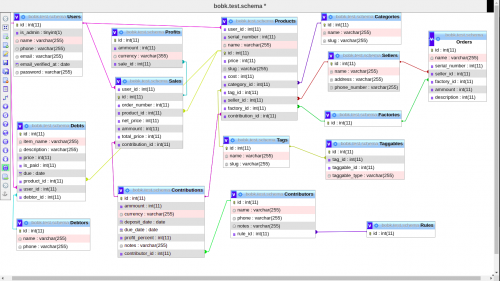 bobk.test.schema *
Users
id : int(11)
is_admin : tinyint(1)
name : varchar(255)
phone : varchar(255)
email : varchar(255)
email_verified_at : date
password : varchar(255)
Profits
id : int(11)
ammount : int(11)
currency : varchar(255)
sale_id : int(11)
Sales
user_id : int(11)
id : int(11)
order_number : int(11)
product_id : int(11)
net_price : int(11)
ammount : int(11)
total_price : int(11)
contributor_id : int(11)
Products
user_id : int(11)
serial_number : int(11)
name : varchar(255)
id : int(11)
price : int(11)
slug : varchar(255)
cost : int(11)
category_id : int(11)
tag_id : int(11)
seller_id : int(11)
factory_id : int(11)
contributor_id : int(11)
Categories
id : int(11)
name : varchar(255)
slug : varchar(255)
Sellers
id : int(11)
name : varchar(255)
address : varchar(255)
phone_number : varchar(255)
Orders
id : int(11)
name : varchar(255)
serial_number : int(11)
seller_id : int(11)
factory_id : int(11)
ammount : int(11)
description : int(11)
Factories
id : int(11)
Debts
id : int(11)
item_name : varchar(255)
description : varchar(255)
price : int(11)
is_paid : int(11)
due : date
product_id : int(11)
user_id : int(11)
debtor_id : int(11)
Tags
id : int(11)
name : varchar(255)
slug : varchar(255)
Taggables
id : int(11)
tag_id : int(11)
taggable_id : int(11)
taggable_type : varchar(255)
Debtors
id : int(11)
name : varchar(255)
phone : varchar(255)
Contributions
id : int(11)
ammount : int(11)
currency : varchar(255)
deposit_date : date
due_date : date
profit_percent : int(11)
notes : varchar(255)
contributor_id : int(11)
Contributors
id : int(11)
name : varchar(255)
phone : varchar(255)
notes : varchar(255)
role_id : int(11)
Roles
id : int(11)